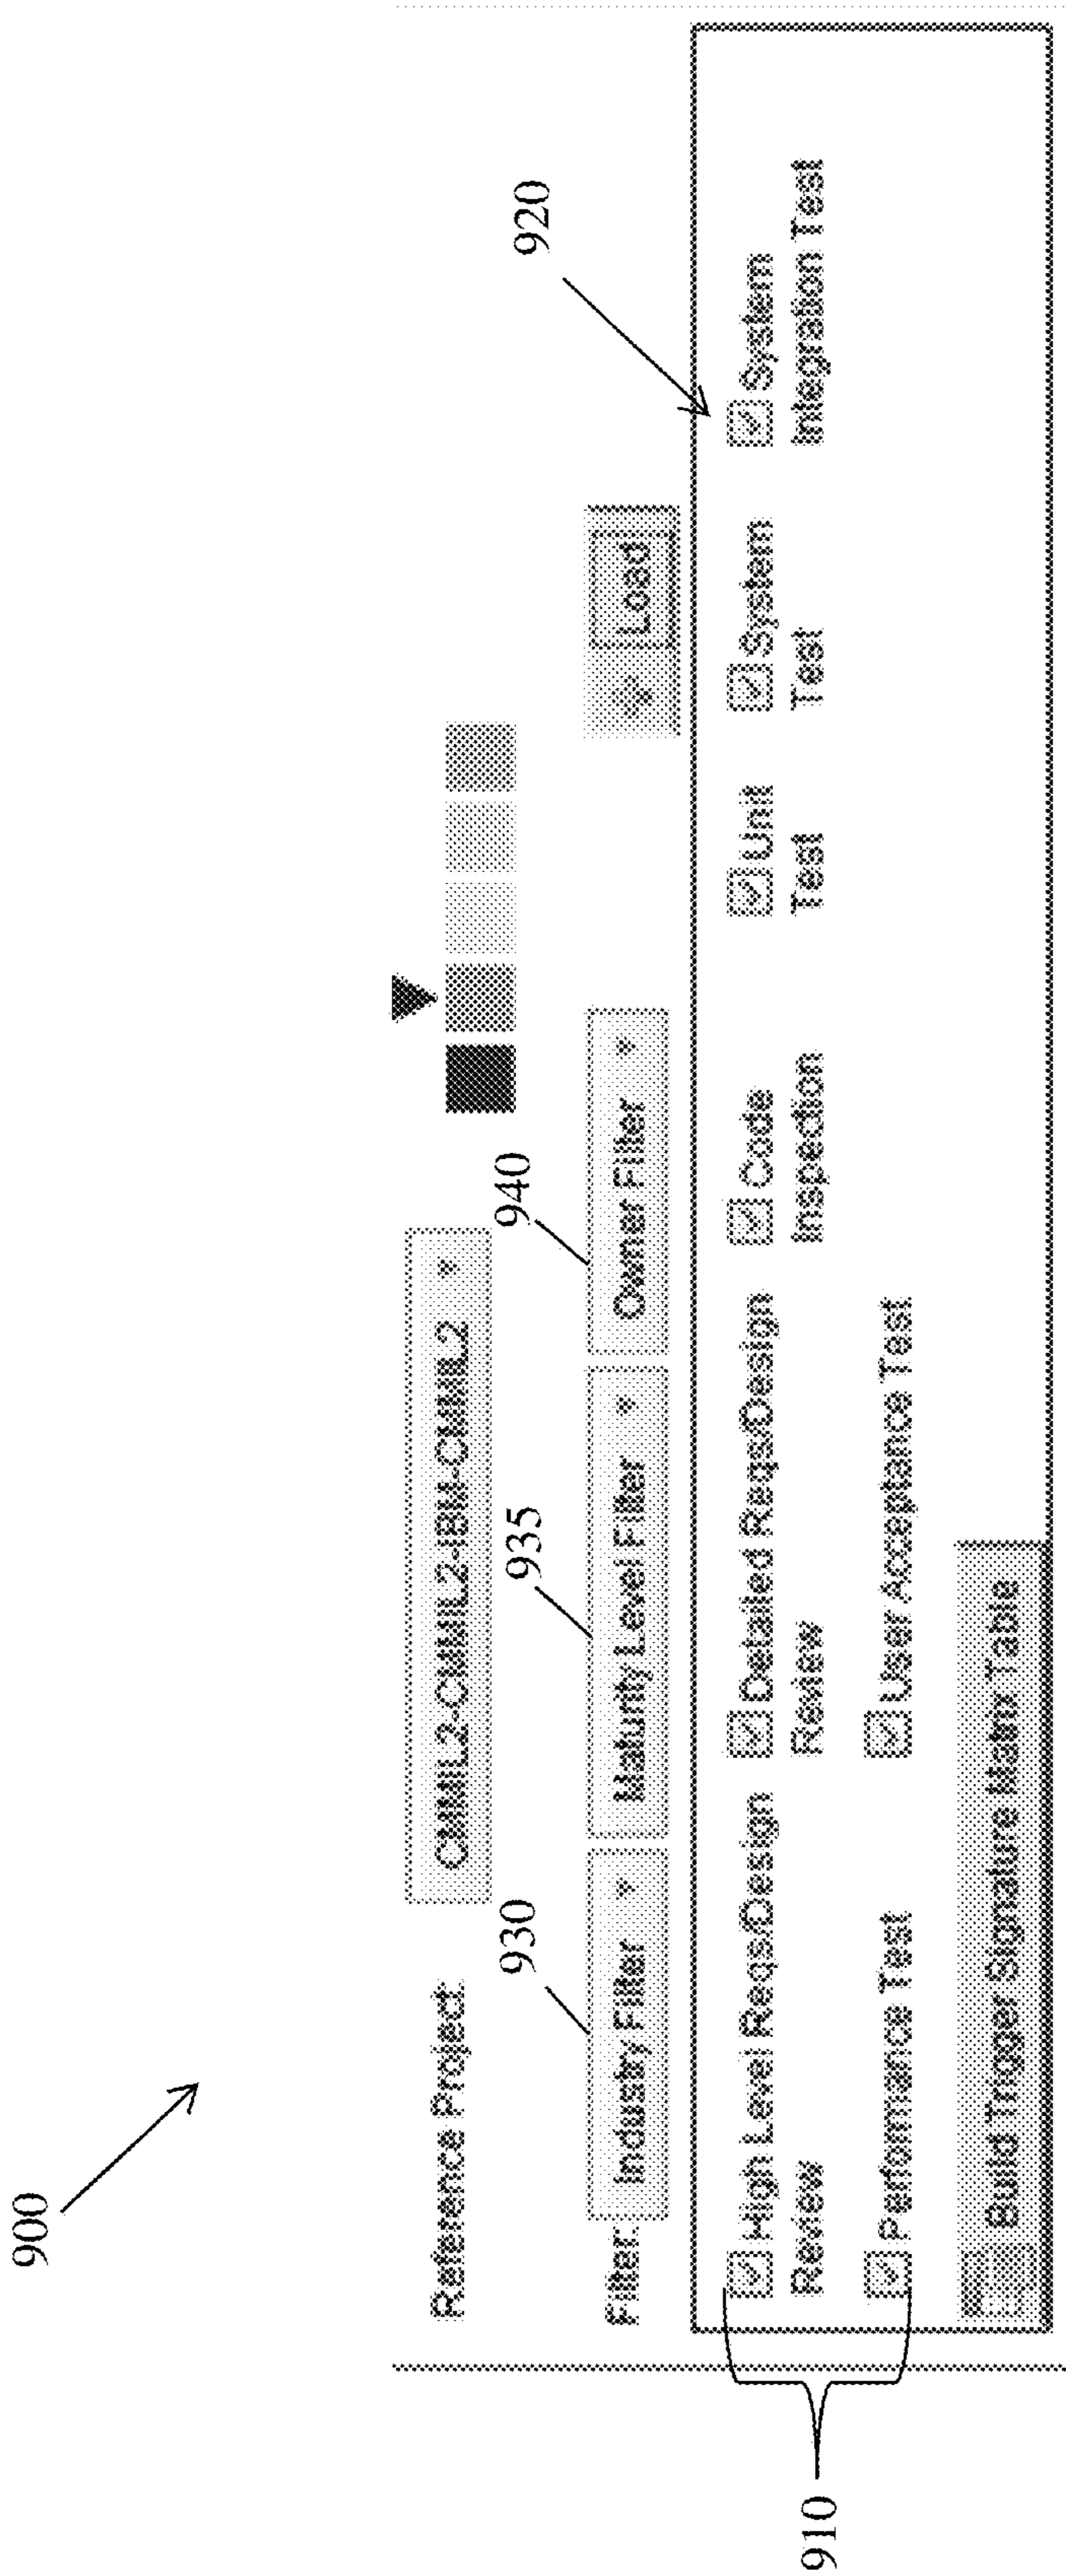 900
Reference Project:
CMMIL2-CMMIL2-IBM-CMMIL2
930
935
940
920
Filter:
Industry Filter
Maturity Level Filter
Owner Filter
Load
910
High Level Reqs/Design
Review
Detailed Reqs/Design
Review
Code
Inspection
Unit
Test
System
Test
System
Integration Test
Performance Test
User Acceptance Test
Build Trigger Signature Matrix Table